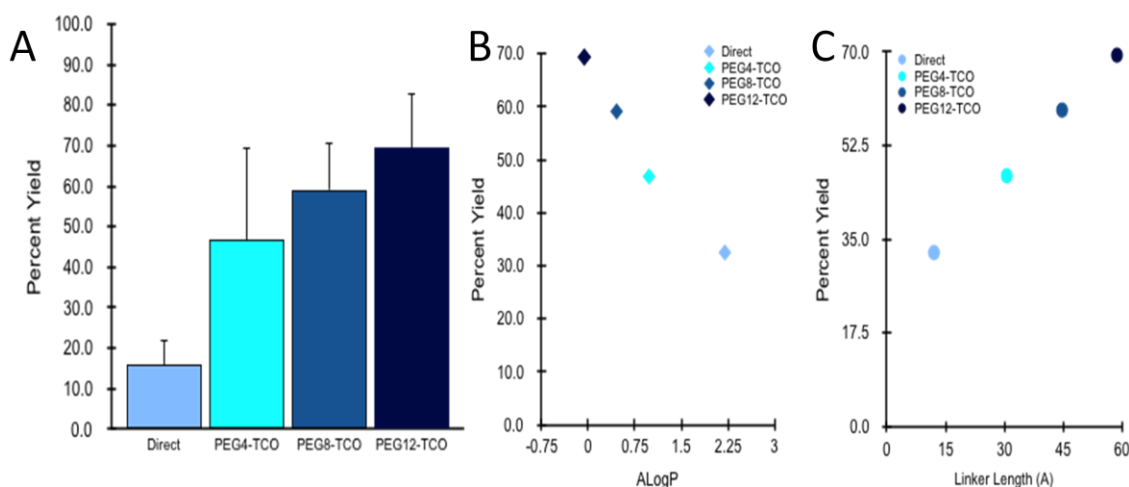 A
Percent Yield
100.0
90.0
80.0
70.0
60.0
50.0
40.0
30.0
20.0
10.0
0.0
Direct
PEG4-TCO
PEG8-TCO
PEG12-TCO
B
Percent Yield
70.0
60.0
50.0
40.0
30.0
20.0
10.0
0.0
-0.75
0
0.75
1.5
2.25
3
ALogP
Direct
PEG4-TCO
PEG8-TCO
PEG12-TCO
C
Percent Yield
70.0
52.5
35.0
17.5
0.0
0
15
30
45
60
Linker Length (A)
Direct
PEG4-TCO
PEG8-TCO
PEG12-TCO